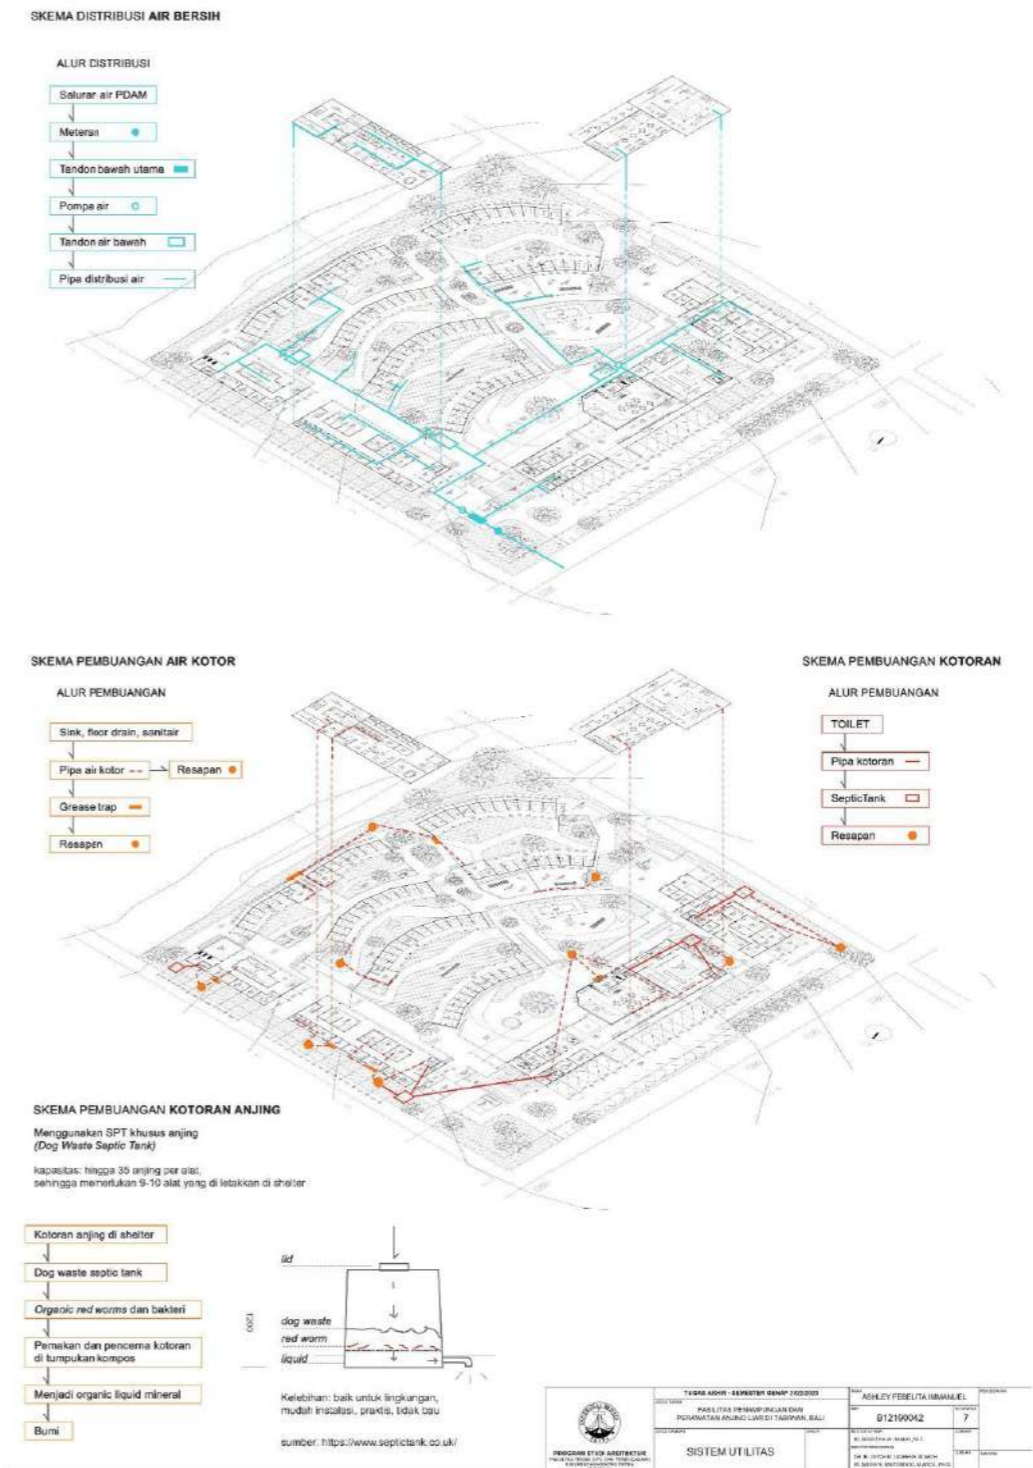 SKEMA DISTRIBUSI AIR BERSIH
ALUR DISTRIBUSI
Saluran air PDAM
Meteran
Tandon bawah utama
Pompa air
Tandon air bawah
Pipa distribusi air
SKEMA PEMBUANGAN AIR KOTOR
ALUR PEMBUANGAN
Sink, floor drain, sanitair
Pipa air kotor
Resapan
Grease trap
Resapan
SKEMA PEMBUANGAN KOTORAN
ALUR PEMBUANGAN
TOILET
Pipa kotoran
SepticTank
Resapan
SKEMA PEMBUANGAN KOTORAN ANJING
Menggunakan SPT khusus anjing
(Dog Waste Septic Tank)
kapasitas: hingga 35 anjing per alat,
sehingga memerlukan 9-10 alat yang di letakkan di shelter
Kotoran anjing di shelter
Dog waste septic tank
Organic red worms dan bakteri
Pemakan dan pencerna kotoran
di tumpukan kompos
Menjadi organic liquid mineral
Bumi
lid
dog waste
red worm
liquid
1200
Kelebihan: baik untuk lingkungan,
mudah instalasi, praktis, tidak bau
sumber: https://www.septictank.co.uk/
PROGRAM STUDI ARSITEKTUR
TUGAS AKHIR - SEMESTER GENAP 2022/2023
FASILITAS PENAMPUNGAN DAN
PERAWATAN ANJING LIAR DI TABANAN, BALI
SISTEM UTILITAS
ASHLEY FEBELITA IMMANUEL
B12190042
7